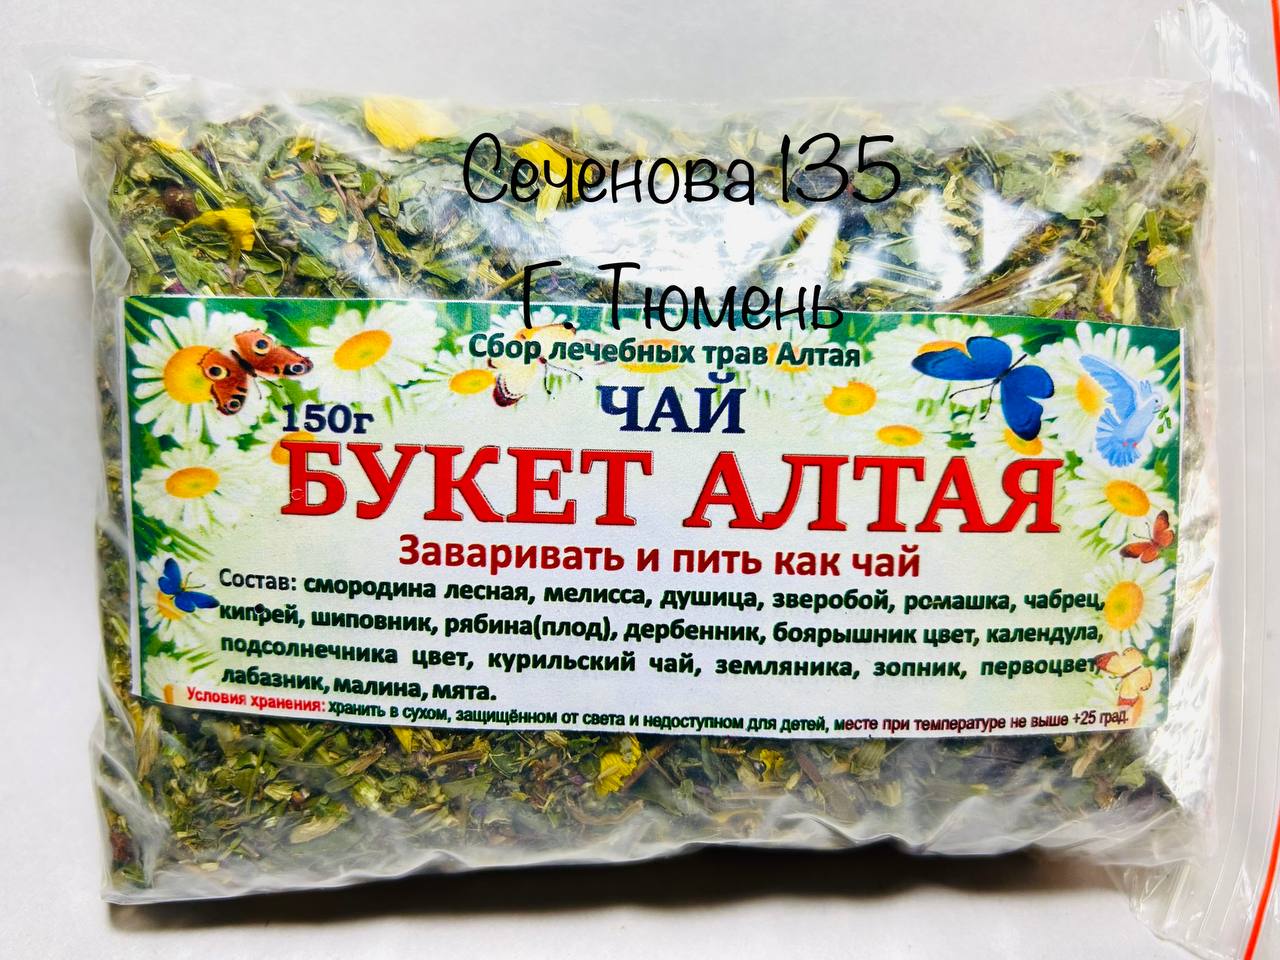 Сеченова 135
Г. Тюмень
Сбор лечебных трав Алтая
ЧАЙ
150г
БУКЕТ АЛТАЯ
Заваривать и пить как чай
Состав: смородина лесная, мелисса, душица, зверобой, ромашка, чабрец,
кипрей, шиповник, рябина(плод), дербенник, боярышник цвет, календула,
подсолнечника цвет, курильский чай, земляника, зопник, первоцвет,
лабазник, малина, мята.
Условия хранения: хранить в сухом, защищённом от света и недоступном для детей, месте при температуре не выше +25 град.